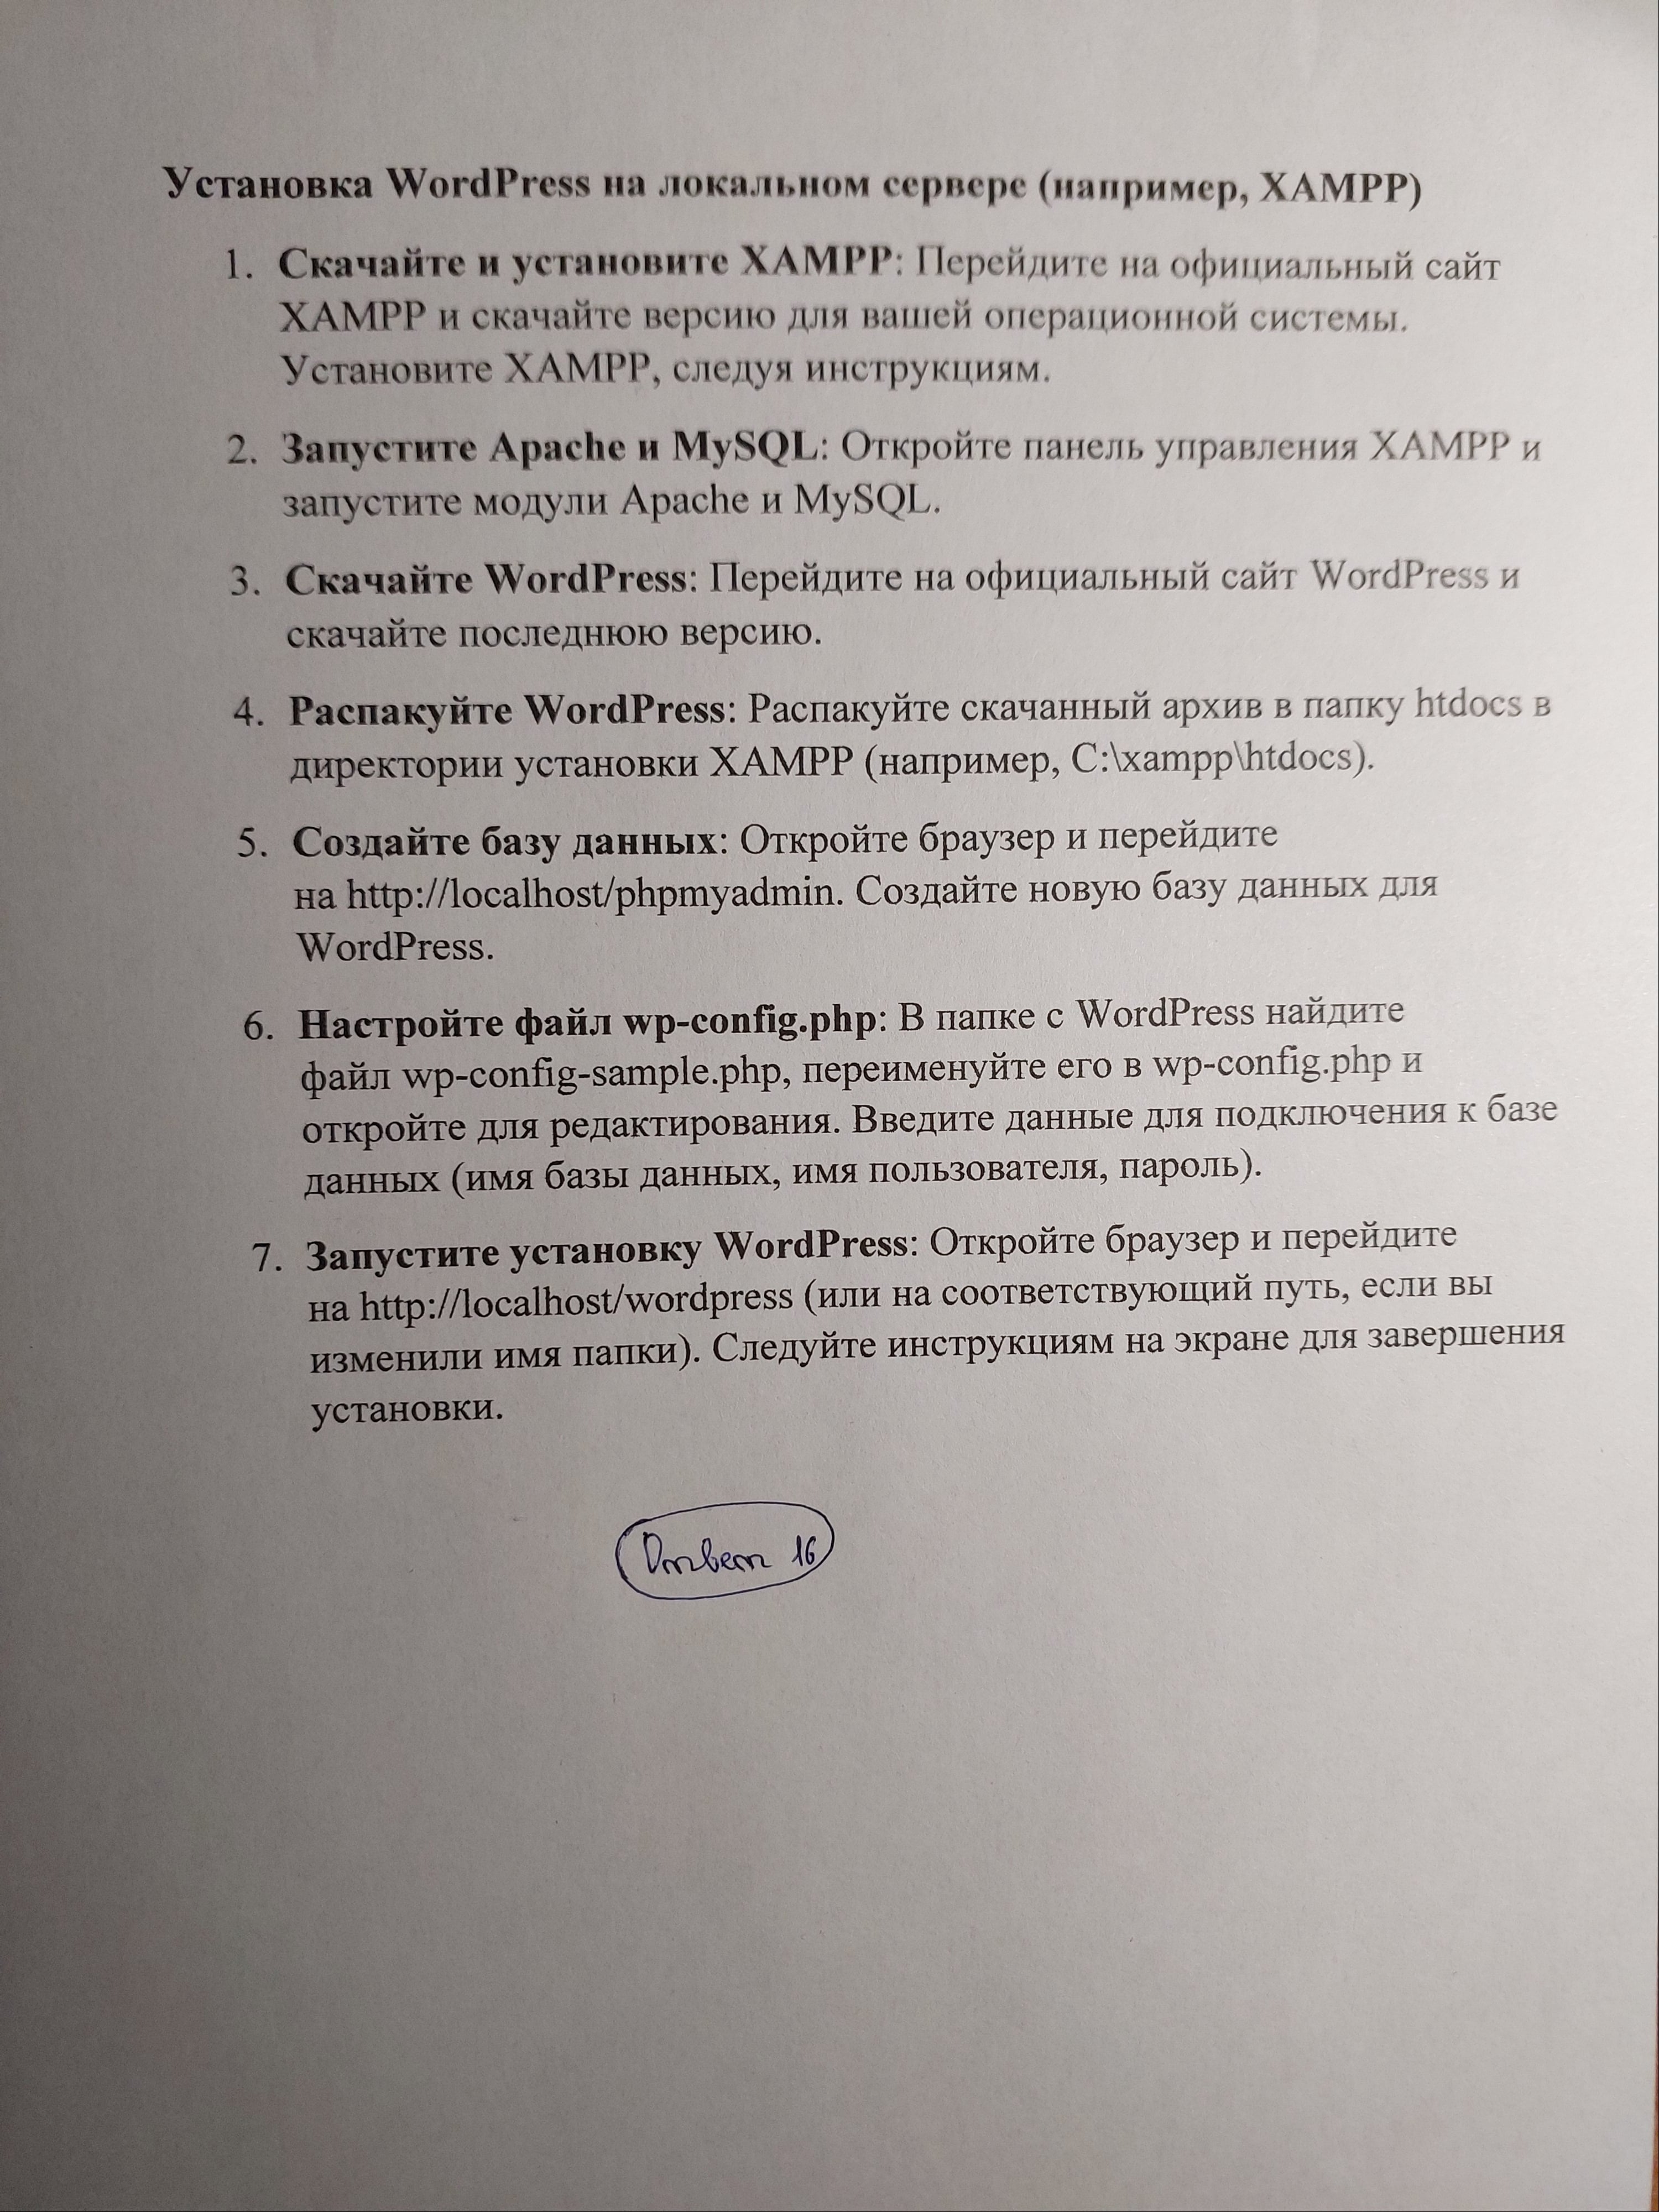 Установка WordPress на локальном сервере (например, XAMPP)
1. Скачайте и установите XAMPP: Перейдите на официальный сайт
XAMPP и скачайте версию для вашей операционной системы.
Установите XAMPP, следуя инструкциям.
2. Запустите Apache и MySQL: Откройте панель управления XAMPP и
запустите модули Apache и MySQL.
3. Скачайте WordPress: Перейдите на официальный сайт WordPress и
скачайте последнюю версию.
4. Распакуйте WordPress: Распакуйте скачанный архив в папку htdocs в
директории установки XAMPP (например, C:\xampp\htdocs).
5. Создайте базу данных: Откройте браузер и перейдите
на http://localhost/phpmyadmin. Создайте новую базу данных для
WordPress.
6. Настройте файл wp-config.php: В папке с WordPress найдите
файл wp-config-sample.php, переименуйте его в wp-config.php и
откройте для редактирования. Введите данные для подключения к базе
данных (имя базы данных, имя пользователя, пароль).
7. Запустите установку WordPress: Откройте браузер и перейдите
на http://localhost/wordpress (или на соответствующий путь, если вы
изменили имя папки). Следуйте инструкциям на экране для завершения
установки.
Ответ 16